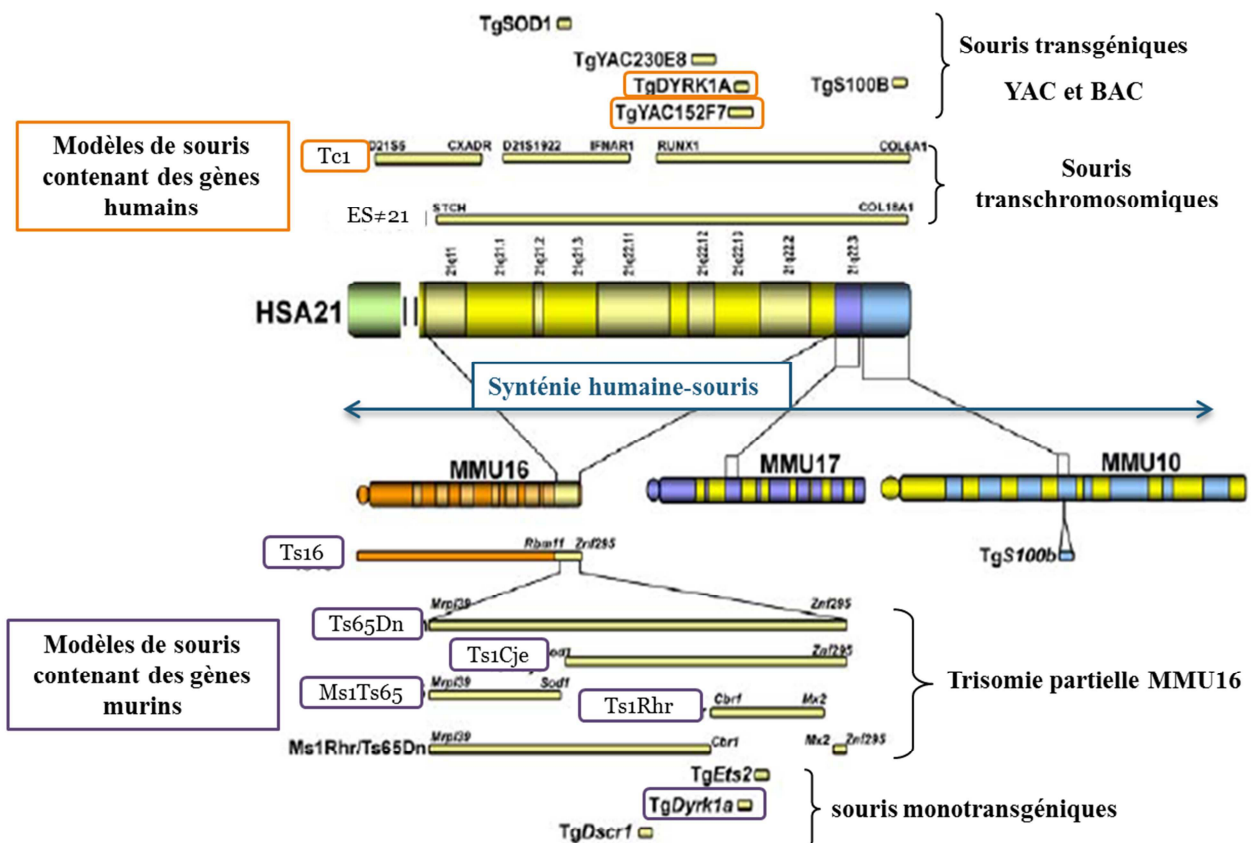 TgSOD1
TgYAC230E8
TgDYRK1A
TgYAC152F7
TgS100B
Souris transgéniques
YAC et BAC
Modèles de souris
contenant des gènes
humains
Tc1
D21S5 CXADR D21S1922 IFNAR1 RUNX1 COL6A1
Souris
transchromosomiques
ES≠21
STCH COL18A1
21q11 21q21.1 21q21.2 21q21.3 21q22.11 21q22.12 21q22.13 21q22.2 21q22.3
HSA21
Synténie humaine-souris
MMU16
MMU17
MMU10
TgS100b
Ts16
Rbm11 Znf295
Modèles de souris
contenant des gènes
murins
Mrpl39 Znf295
Ts65Dn
Ts1Cje
Znf295
Ms1Ts65
Mrpl39 Sod1
Ts1Rhr
Cbr1 Mx2
Ms1Rhr/Ts65Dn
Mrpl39 Cbr1 Mx2 Znf295
Trisomie partielle MMU16
TgEts2
TgDyrk1a
TgDscr1
souris monotransgéniques